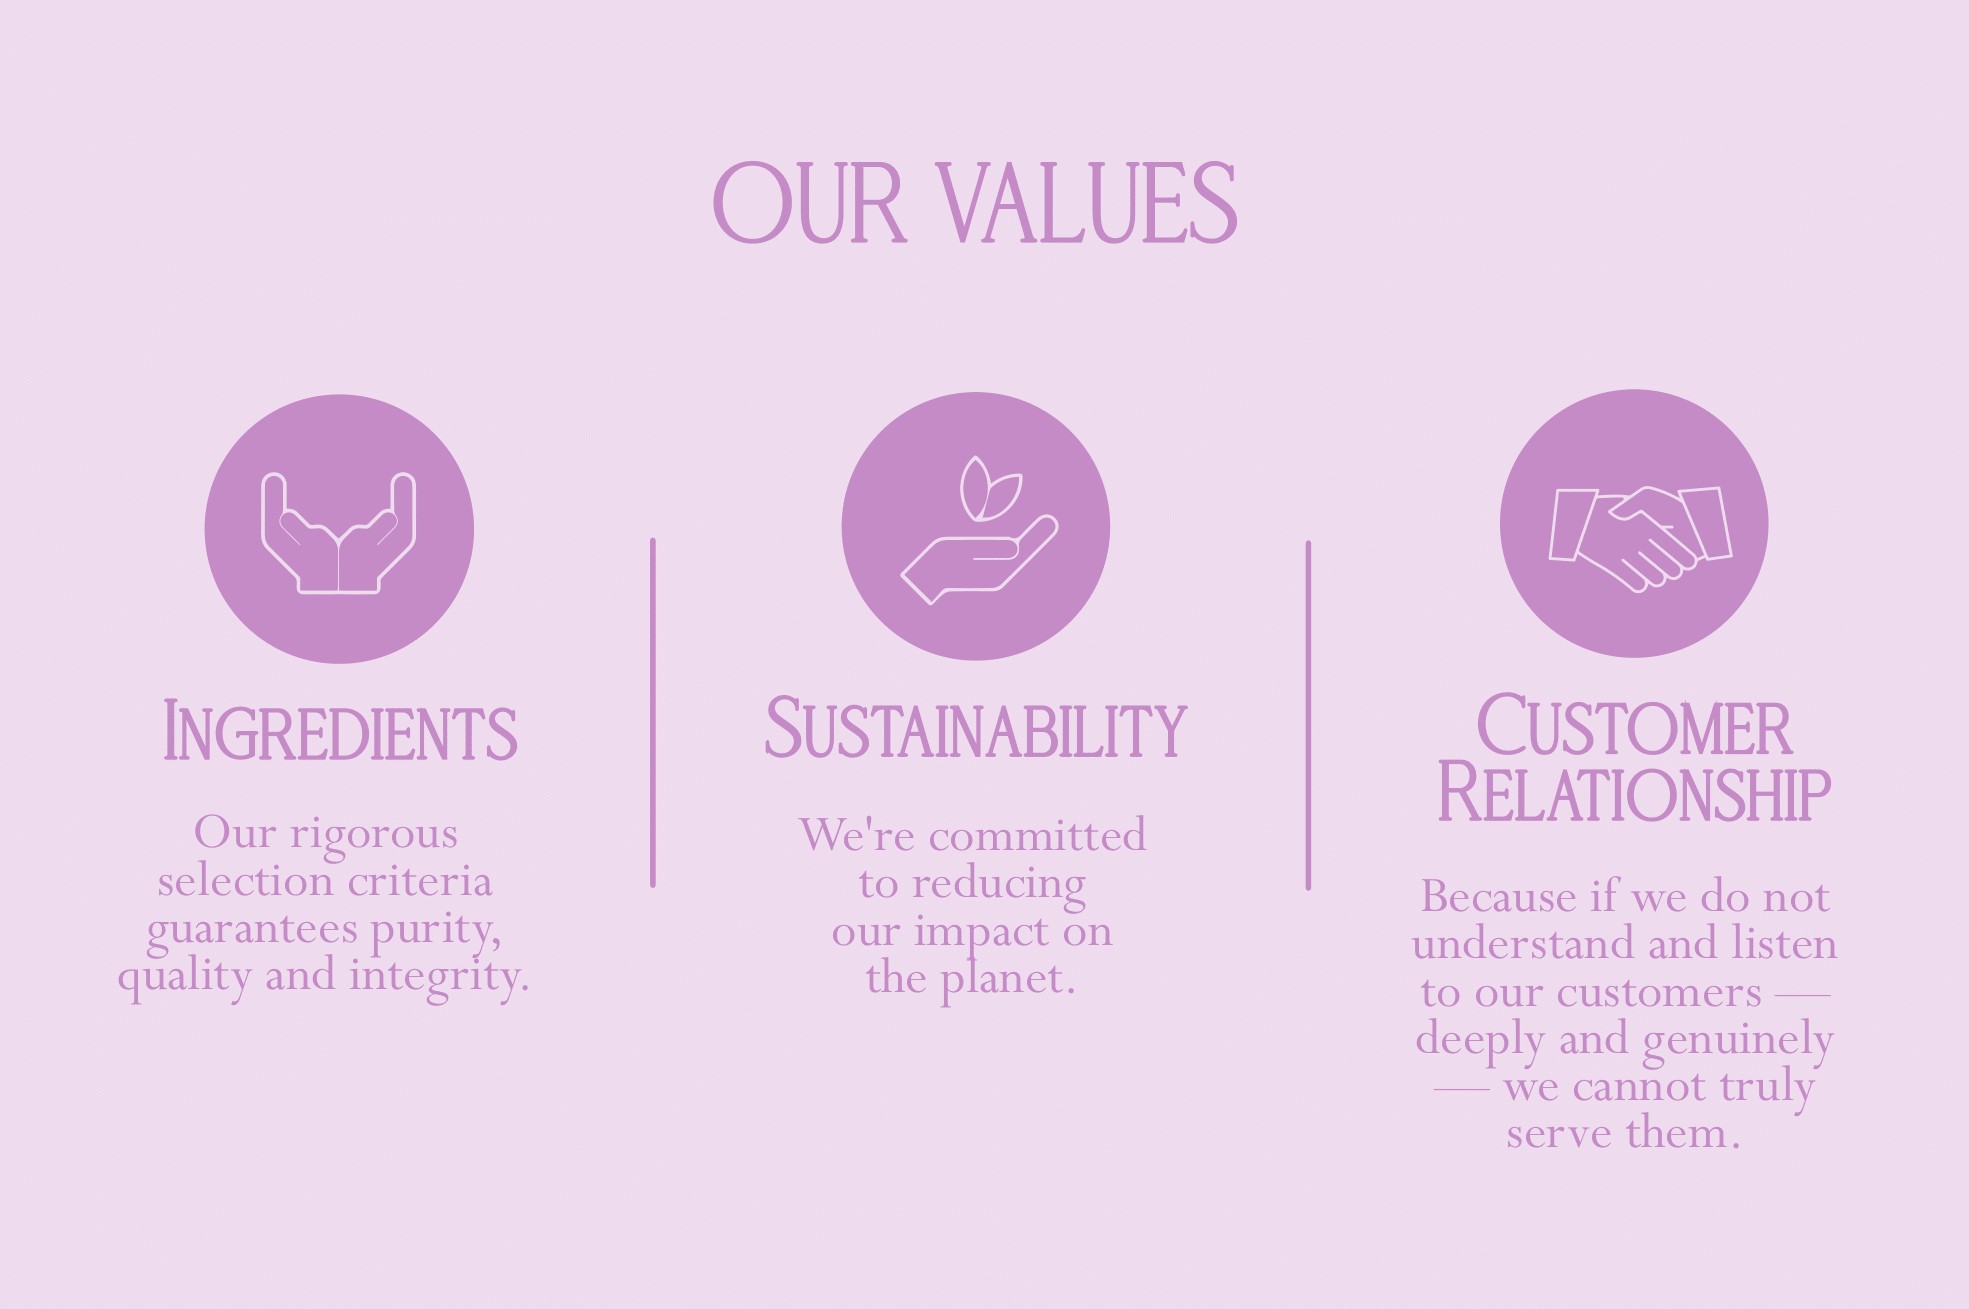 OUR VALUES
INGREDIENTS
Our rigorous
selection criteria
guarantees purity,
quality and integrity.
SUSTAINABILITY
We're committed
to reducing
our impact on
the planet.
CUSTOMER
RELATIONSHIP
Because if we do not
understand and listen
to our customers —
deeply and genuinely
— we cannot truly
serve them.